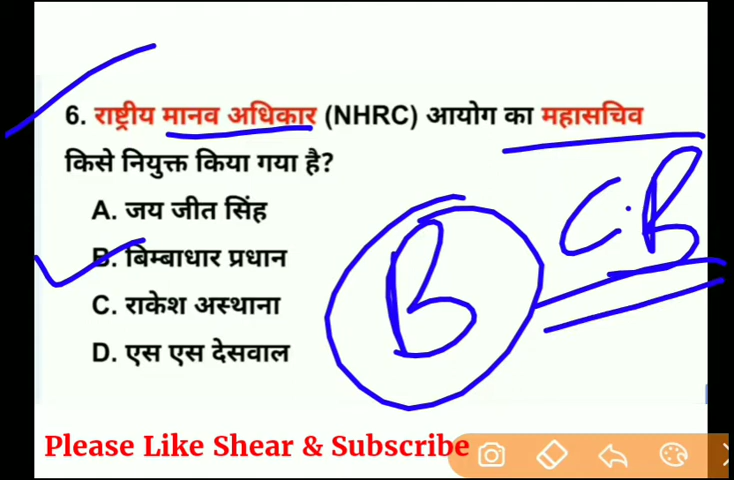 6. राष्ट्रीय मानव अधिकार (NHRC) आयोग का महासचिव
किसे नियुक्त किया गया है?
A. जय जीत सिंह
B. बिम्बाधार प्रधान
C. राकेश अस्थाना
D. एस एस देसवाल
B
C.B
Please Like Shear & Subscribe